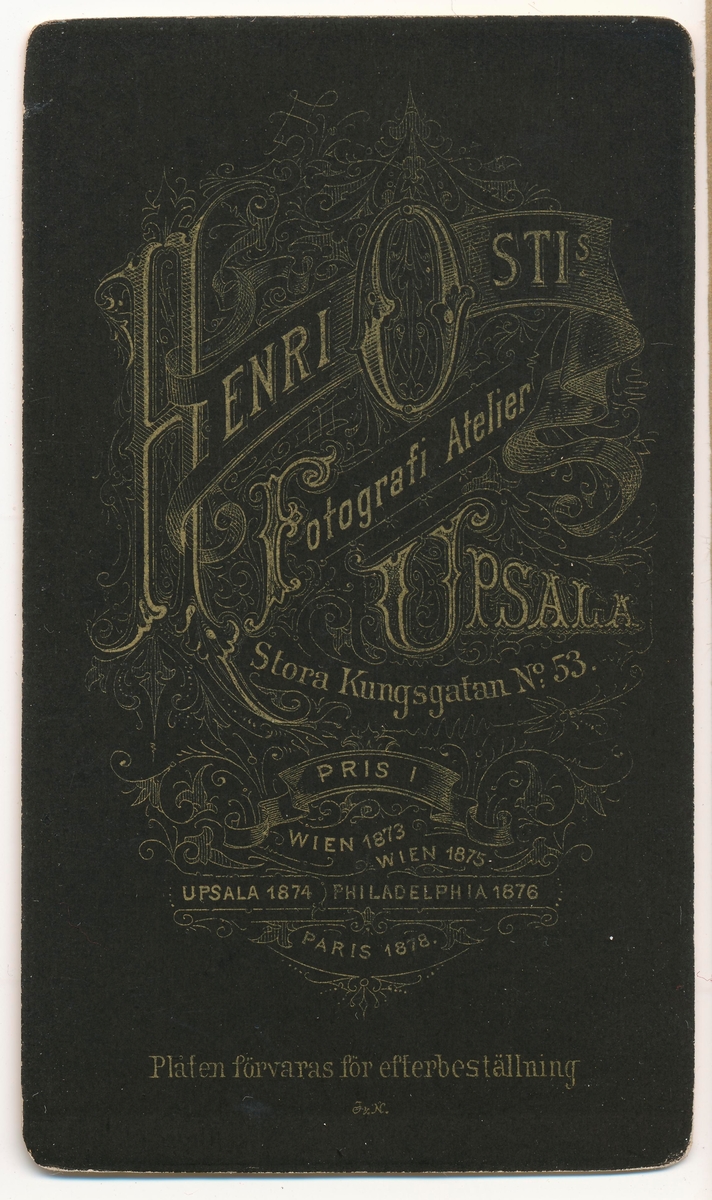 HENRI OSTIs
Fotografi Atelier
UPSALA
Stora Kungsgatan No 53.
PRIS I
WIEN 1873
WIEN 1875.
UPSALA 1874 PHILADELPHIA 1876
PARIS 1878.
Plåten förvaras för efterbeställning